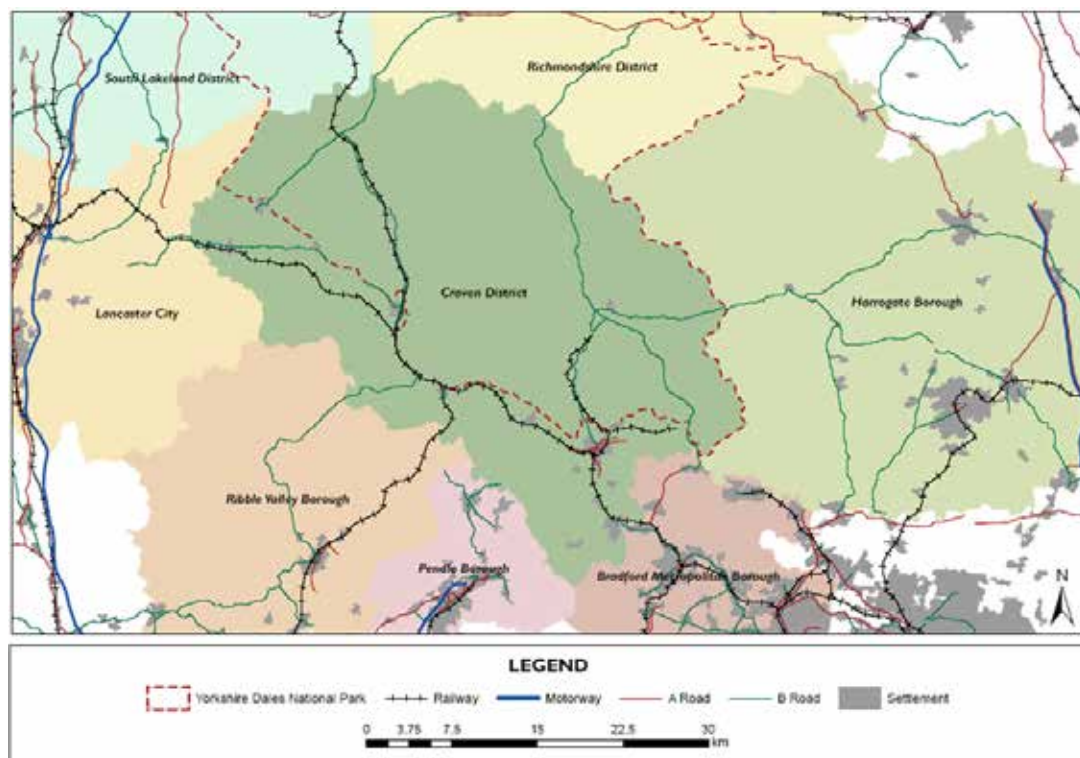 South Lakeland District
Richmondshire District
Craven District
Harrogate Borough
Lancaster City
Ribble Valley Borough
Pendle Borough
Bradford Metropolitan Borough
N
LEGEND
Yorkshire Dales National Park
Railway
Motorway
A Road
B Road
Settlement
0 3.75 7.5 15 22.5 30
km